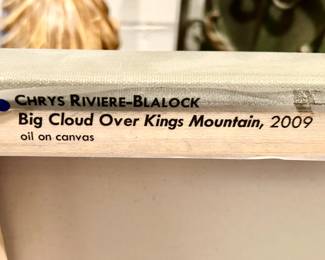 CHRYS RIVIERE-BLALOCK
Big Cloud Over Kings Mountain, 2009
oil on canvas